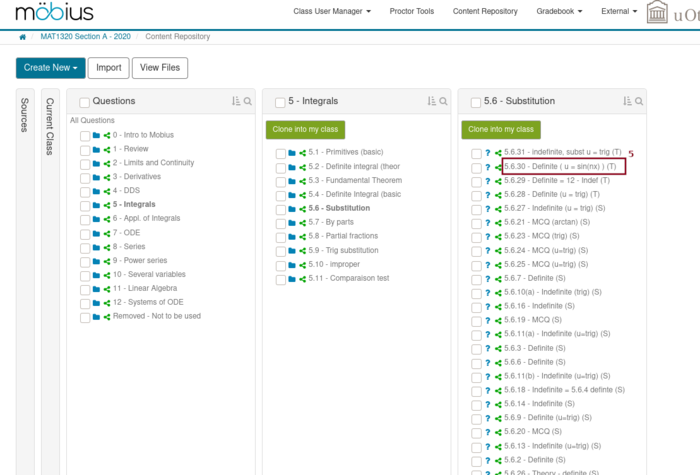 möbius
Class User Manager Proctor Tools Content Repository Gradebook External uO
MAT1320 Section A - 2020 / Content Repository
Create New Import View Files
Sources
Current Class
Questions
All Questions
0 - Intro to Mobius
1 - Review
2 - Limits and Continuity
3 - Derivatives
4 - DDS
5 - Integrals
6 - Appl. of Integrals
7 - ODE
8 - Series
9 - Power series
10 - Several variables
11 - Linear Algebra
12 - Systems of ODE
Removed - Not to be used
5 - Integrals
Clone into my class
5.1 - Primitives (basic)
5.2 - Definite integral (theor
5.3 - Fundamental Theorem
5.4 - Definite Integral (basic
5.6 - Substitution
5.7 - By parts
5.8 - Partial fractions
5.9 - Trig substitution
5.10 - improper
5.11 - Comparaison test
5.6 - Substitution
Clone into my class
5.6.31 - indefinite, subst u = trig (T)
5
5.6.30 - Definite ( u = sin(nx) ) (T)
5.6.29 - Definite = 12 - Indef (T)
5.6.28 - Definite (u = trig) (T)
5.6.27 - Indefinite (u = trig) (S)
5.6.21 - MCQ (arctan) (S)
5.6.23 - MCQ (trig) (S)
5.6.24 - MCQ (u=trig) (S)
5.6.25 - MCQ (u=trig) (S)
5.6.7 - Definite (S)
5.6.10(a) - Indefinite (trig) (S)
5.6.16 - Indefinite (S)
5.6.19 - MCQ (S)
5.6.11(a) - Indefinite (u=trig) (S)
5.6.3 - Definite (S)
5.6.6 - Definite (S)
5.6.11(b) - Indefinite (u=trig) (S)
5.6.18 - Indefinite = 5.6.4 definte (S)
5.6.14 - Indefinite (S)
5.6.9 - Definite (u=trig) (S)
5.6.20 - MCQ (S)
5.6.13 - Indefinite (u=trig) (S)
5.6.2 - Definite (S)
5.6.26 - Theory - definite (S)